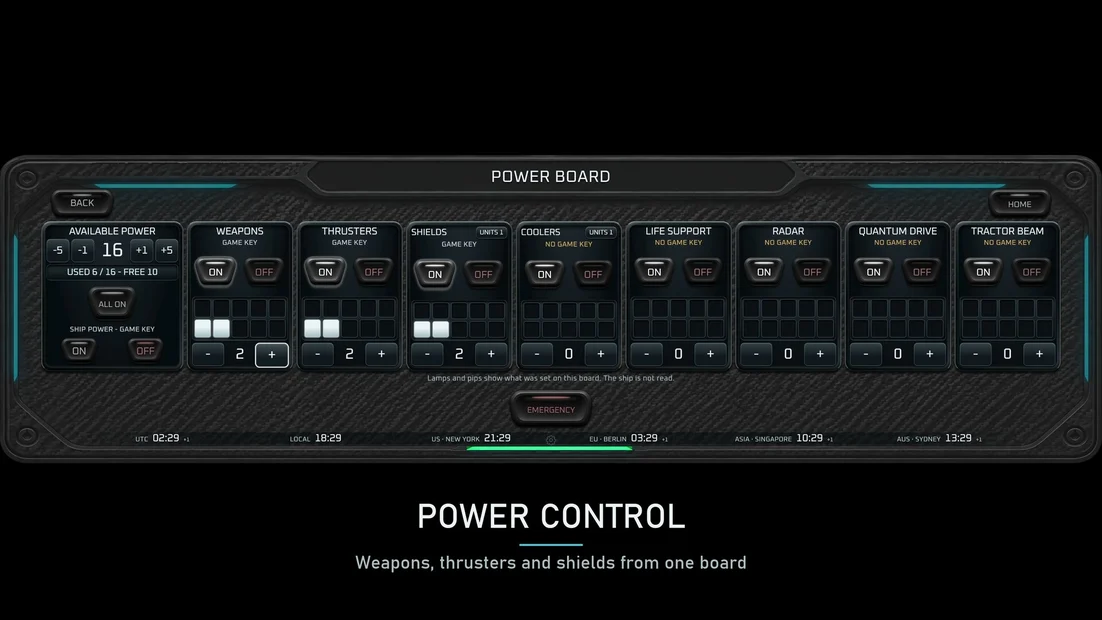 POWER BOARD
BACK
HOME
AVAILABLE POWER
-5 -1 16 +1 +5
USED 6 / 16 - FREE 10
ALL ON
SHIP POWER - GAME KEY
ON OFF
WEAPONS
GAME KEY
ON OFF
- 2 +
THRUSTERS
GAME KEY
ON OFF
- 2 +
SHIELDS UNITS 1
GAME KEY
ON OFF
- 2 +
COOLERS UNITS 1
NO GAME KEY
ON OFF
- 0 +
LIFE SUPPORT
NO GAME KEY
ON OFF
- 0 +
RADAR
NO GAME KEY
ON OFF
- 0 +
QUANTUM DRIVE
NO GAME KEY
ON OFF
- 0 +
TRACTOR BEAM
NO GAME KEY
ON OFF
- 0 +
Lamps and pips show what was set on this board. The ship is not read.
EMERGENCY
UTC 02:29 +1 LOCAL 18:29 US - NEW YORK 21:29 EU - BERLIN 03:29 +1 ASIA - SINGAPORE 10:29 +1 AUS - SYDNEY 13:29 +1
POWER CONTROL
Weapons, thrusters and shields from one board